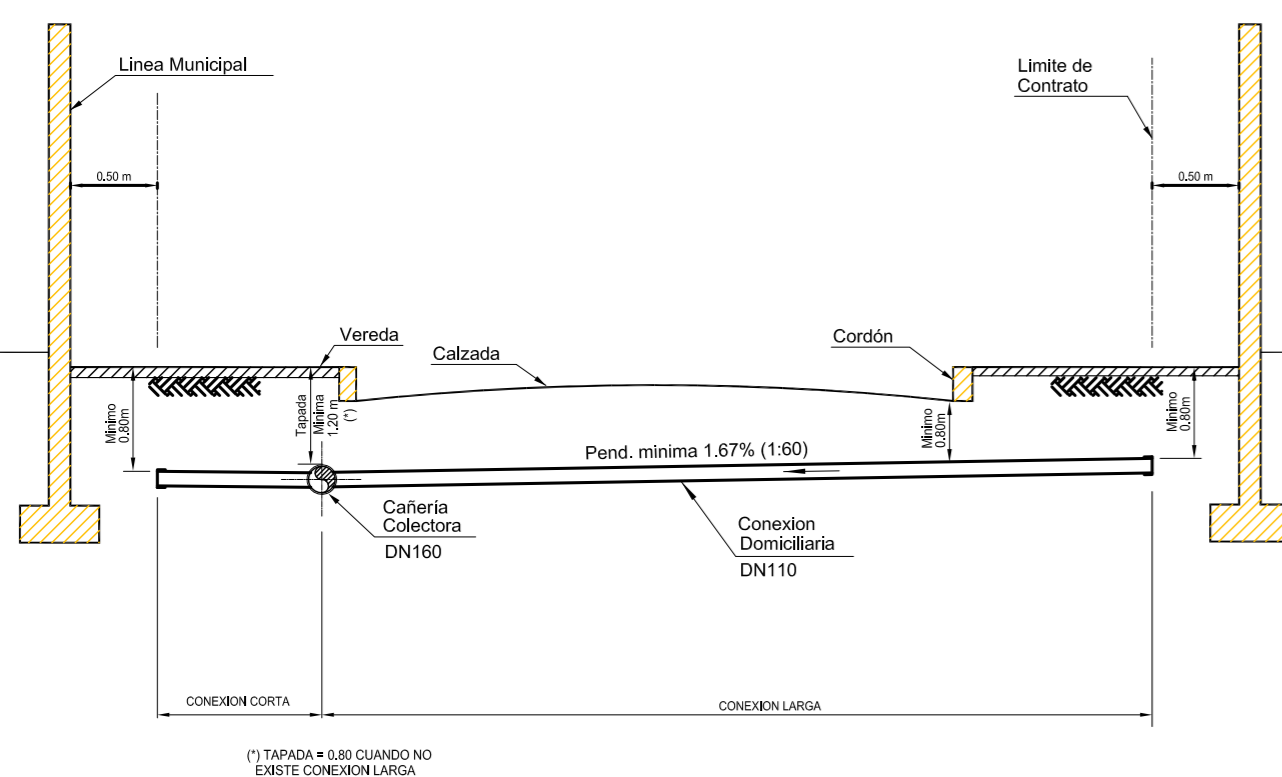 Linea Municipal
Limite de
Contrato
0.50 m
0.50 m
Vereda
Calzada
Cordón
Minimo
0.80m
Tapada
Minima
1.20 m
(*)
Minimo
0.80m
Minimo
0.80m
Pend. minima 1.67% (1:60)
Cañería
Colectora
DN160
Conexion
Domiciliaria
DN110
CONEXION CORTA
CONEXION LARGA
(*) TAPADA = 0.80 CUANDO NO
EXISTE CONEXION LARGA